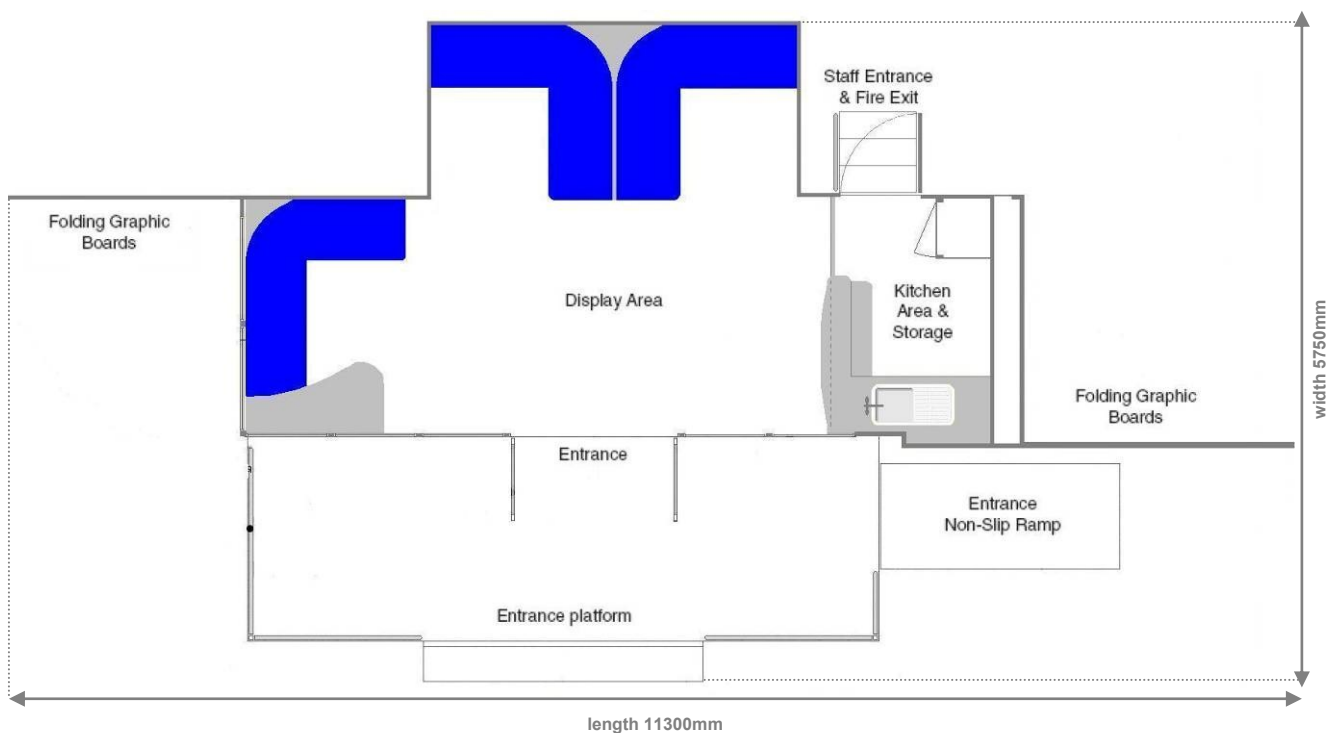 Staff Entrance
& Fire Exit
Folding Graphic
Boards
Display Area
Kitchen
Area &
Storage
width 5750mm
Folding Graphic
Boards
Entrance
Entrance
Non-Slip Ramp
Entrance platform
length 11300mm